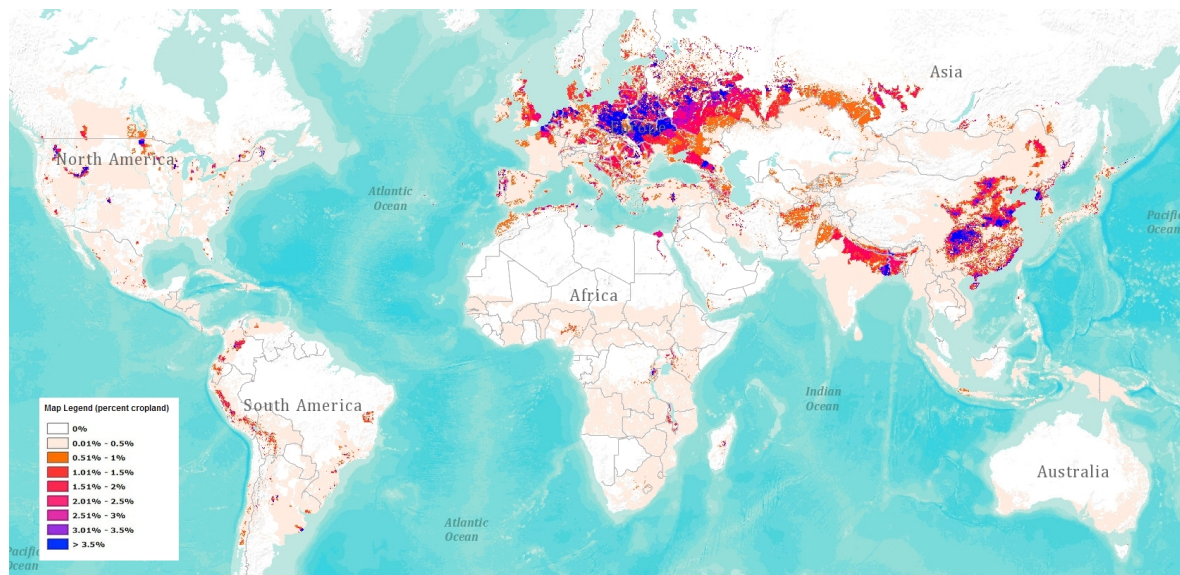 Asia
North America
Atlantic
Ocean
Pacific
Ocean
Africa
Indian
Ocean
South America
Map Legend (percent cropland)
0%
0.01% - 0.5%
0.51% - 1%
1.01% - 1.5%
1.51% - 2%
2.01% - 2.5%
2.51% - 3%
3.01% - 3.5%
> 3.5%
Australia
Atlantic
Ocean
Pacific
Ocean